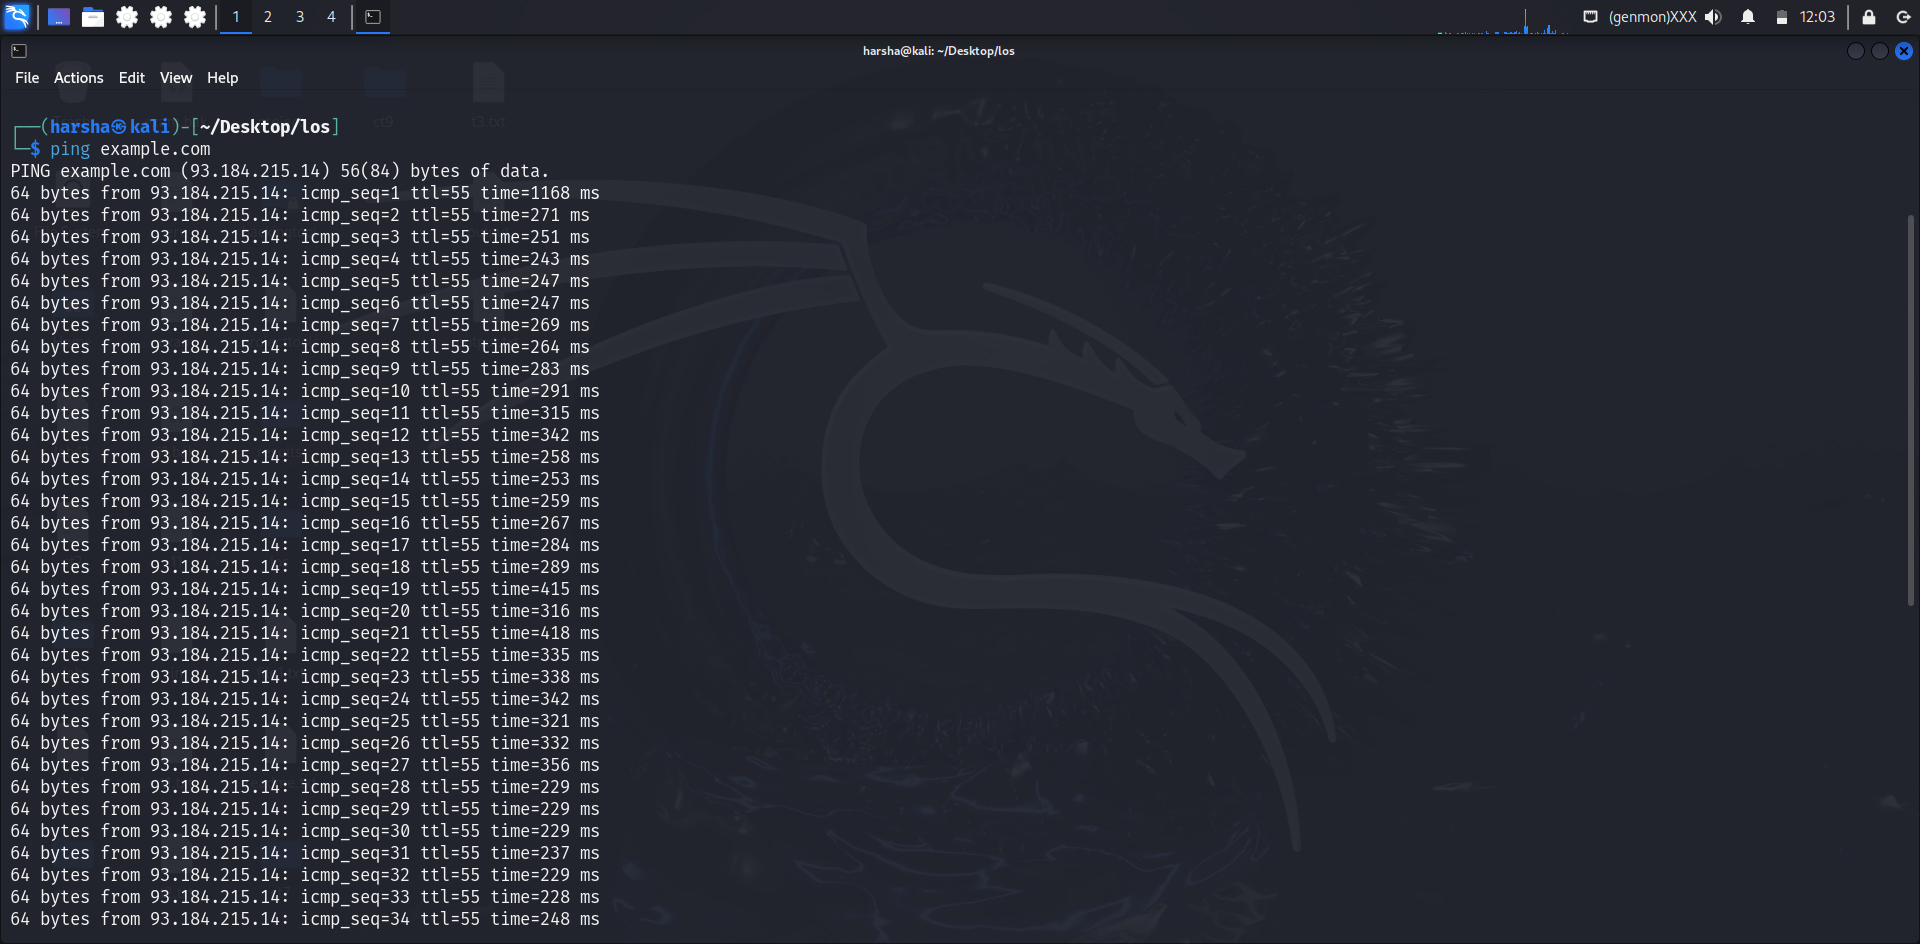 1 2 3 4 (genmon)XXX 12:03
harsha@kali: ~/Desktop/los
File Actions Edit View Help
ct9 t3.txt
┌──(harsha㉿kali)-[~/Desktop/los]
└─$ ping example.com
PING example.com (93.184.215.14) 56(84) bytes of data.
64 bytes from 93.184.215.14: icmp_seq=1 ttl=55 time=1168 ms
64 bytes from 93.184.215.14: icmp_seq=2 ttl=55 time=271 ms
64 bytes from 93.184.215.14: icmp_seq=3 ttl=55 time=251 ms
64 bytes from 93.184.215.14: icmp_seq=4 ttl=55 time=243 ms
64 bytes from 93.184.215.14: icmp_seq=5 ttl=55 time=247 ms
64 bytes from 93.184.215.14: icmp_seq=6 ttl=55 time=247 ms
64 bytes from 93.184.215.14: icmp_seq=7 ttl=55 time=269 ms
64 bytes from 93.184.215.14: icmp_seq=8 ttl=55 time=264 ms
64 bytes from 93.184.215.14: icmp_seq=9 ttl=55 time=283 ms
64 bytes from 93.184.215.14: icmp_seq=10 ttl=55 time=291 ms
64 bytes from 93.184.215.14: icmp_seq=11 ttl=55 time=315 ms
64 bytes from 93.184.215.14: icmp_seq=12 ttl=55 time=342 ms
64 bytes from 93.184.215.14: icmp_seq=13 ttl=55 time=258 ms
64 bytes from 93.184.215.14: icmp_seq=14 ttl=55 time=253 ms
64 bytes from 93.184.215.14: icmp_seq=15 ttl=55 time=259 ms
64 bytes from 93.184.215.14: icmp_seq=16 ttl=55 time=267 ms
64 bytes from 93.184.215.14: icmp_seq=17 ttl=55 time=284 ms
64 bytes from 93.184.215.14: icmp_seq=18 ttl=55 time=289 ms
64 bytes from 93.184.215.14: icmp_seq=19 ttl=55 time=415 ms
64 bytes from 93.184.215.14: icmp_seq=20 ttl=55 time=316 ms
64 bytes from 93.184.215.14: icmp_seq=21 ttl=55 time=418 ms
64 bytes from 93.184.215.14: icmp_seq=22 ttl=55 time=335 ms
64 bytes from 93.184.215.14: icmp_seq=23 ttl=55 time=338 ms
64 bytes from 93.184.215.14: icmp_seq=24 ttl=55 time=342 ms
64 bytes from 93.184.215.14: icmp_seq=25 ttl=55 time=321 ms
64 bytes from 93.184.215.14: icmp_seq=26 ttl=55 time=332 ms
64 bytes from 93.184.215.14: icmp_seq=27 ttl=55 time=356 ms
64 bytes from 93.184.215.14: icmp_seq=28 ttl=55 time=229 ms
64 bytes from 93.184.215.14: icmp_seq=29 ttl=55 time=229 ms
64 bytes from 93.184.215.14: icmp_seq=30 ttl=55 time=229 ms
64 bytes from 93.184.215.14: icmp_seq=31 ttl=55 time=237 ms
64 bytes from 93.184.215.14: icmp_seq=32 ttl=55 time=229 ms
64 bytes from 93.184.215.14: icmp_seq=33 ttl=55 time=228 ms
64 bytes from 93.184.215.14: icmp_seq=34 ttl=55 time=248 ms